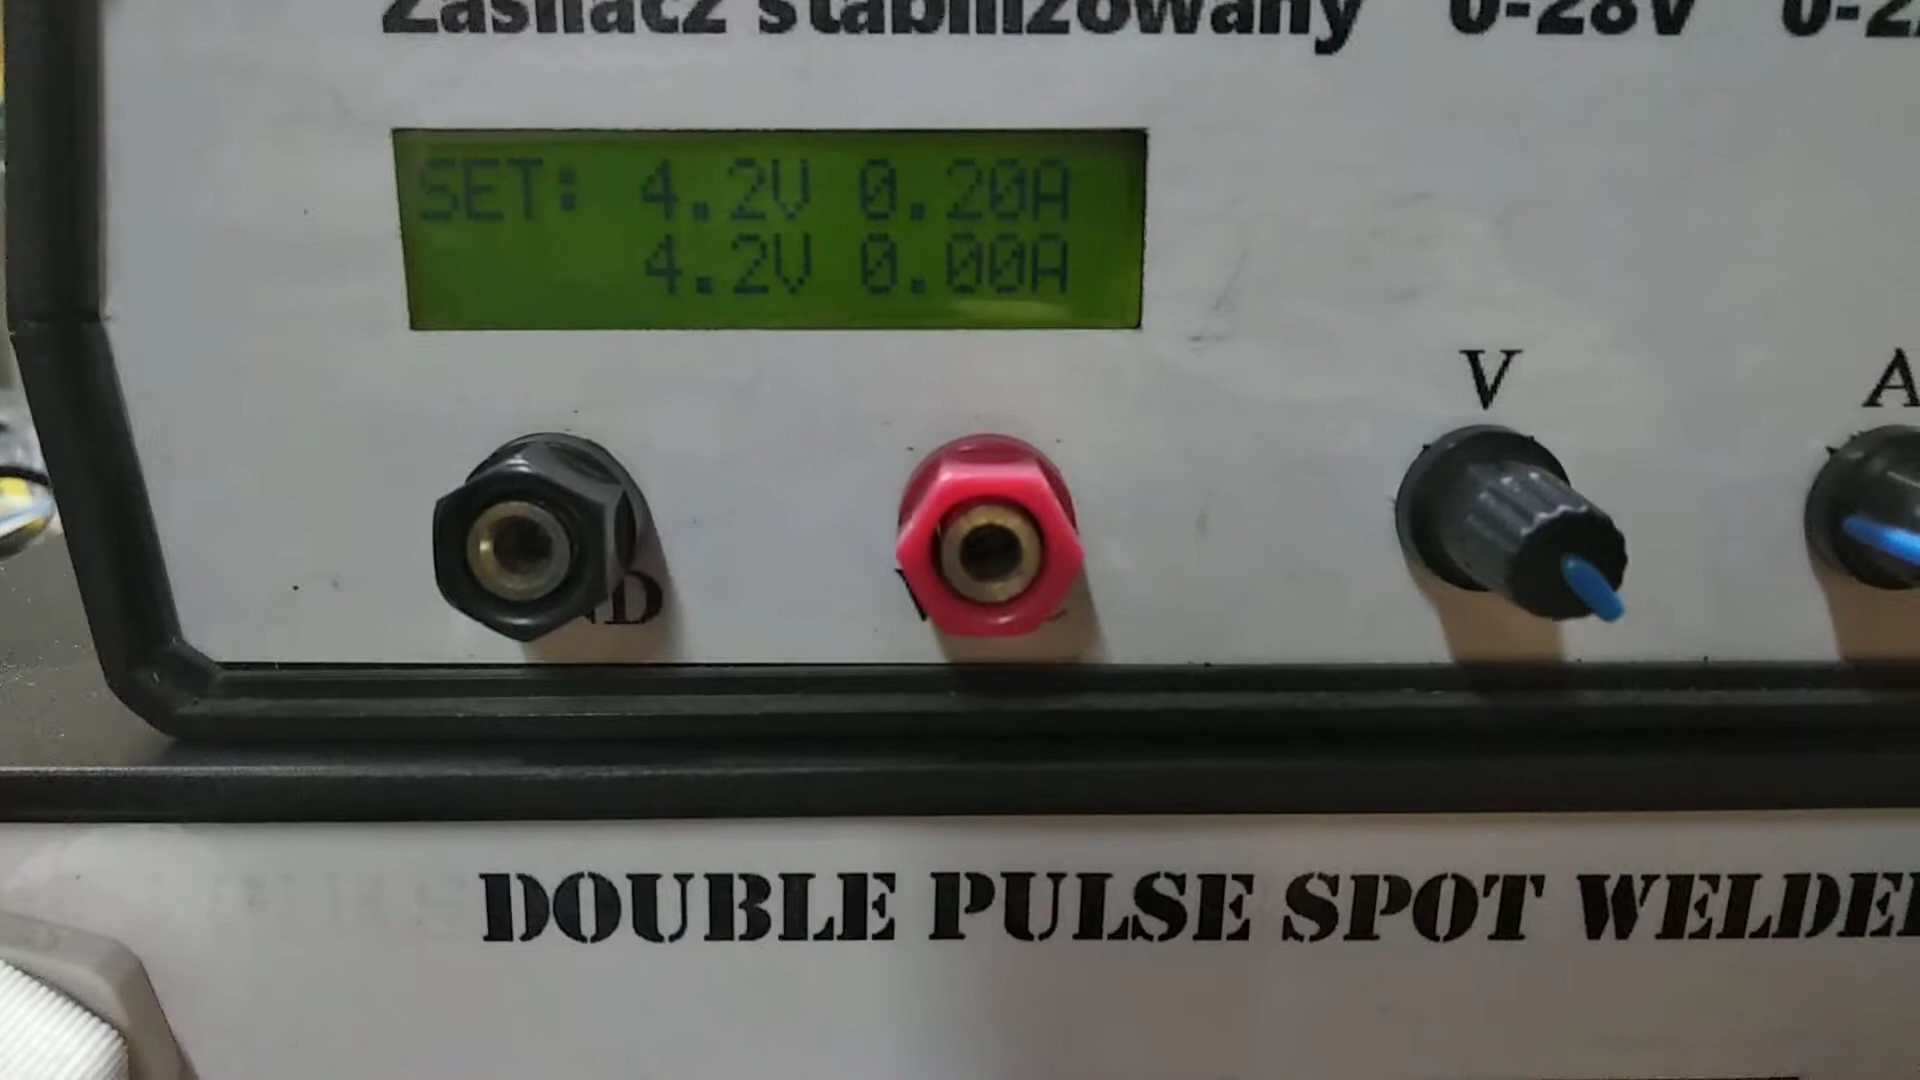 Zasilacz stabilizowany 0-28V
SET: 4.2V 0.20A
4.2V 0.00A
V A
DOUBLE PULSE SPOT